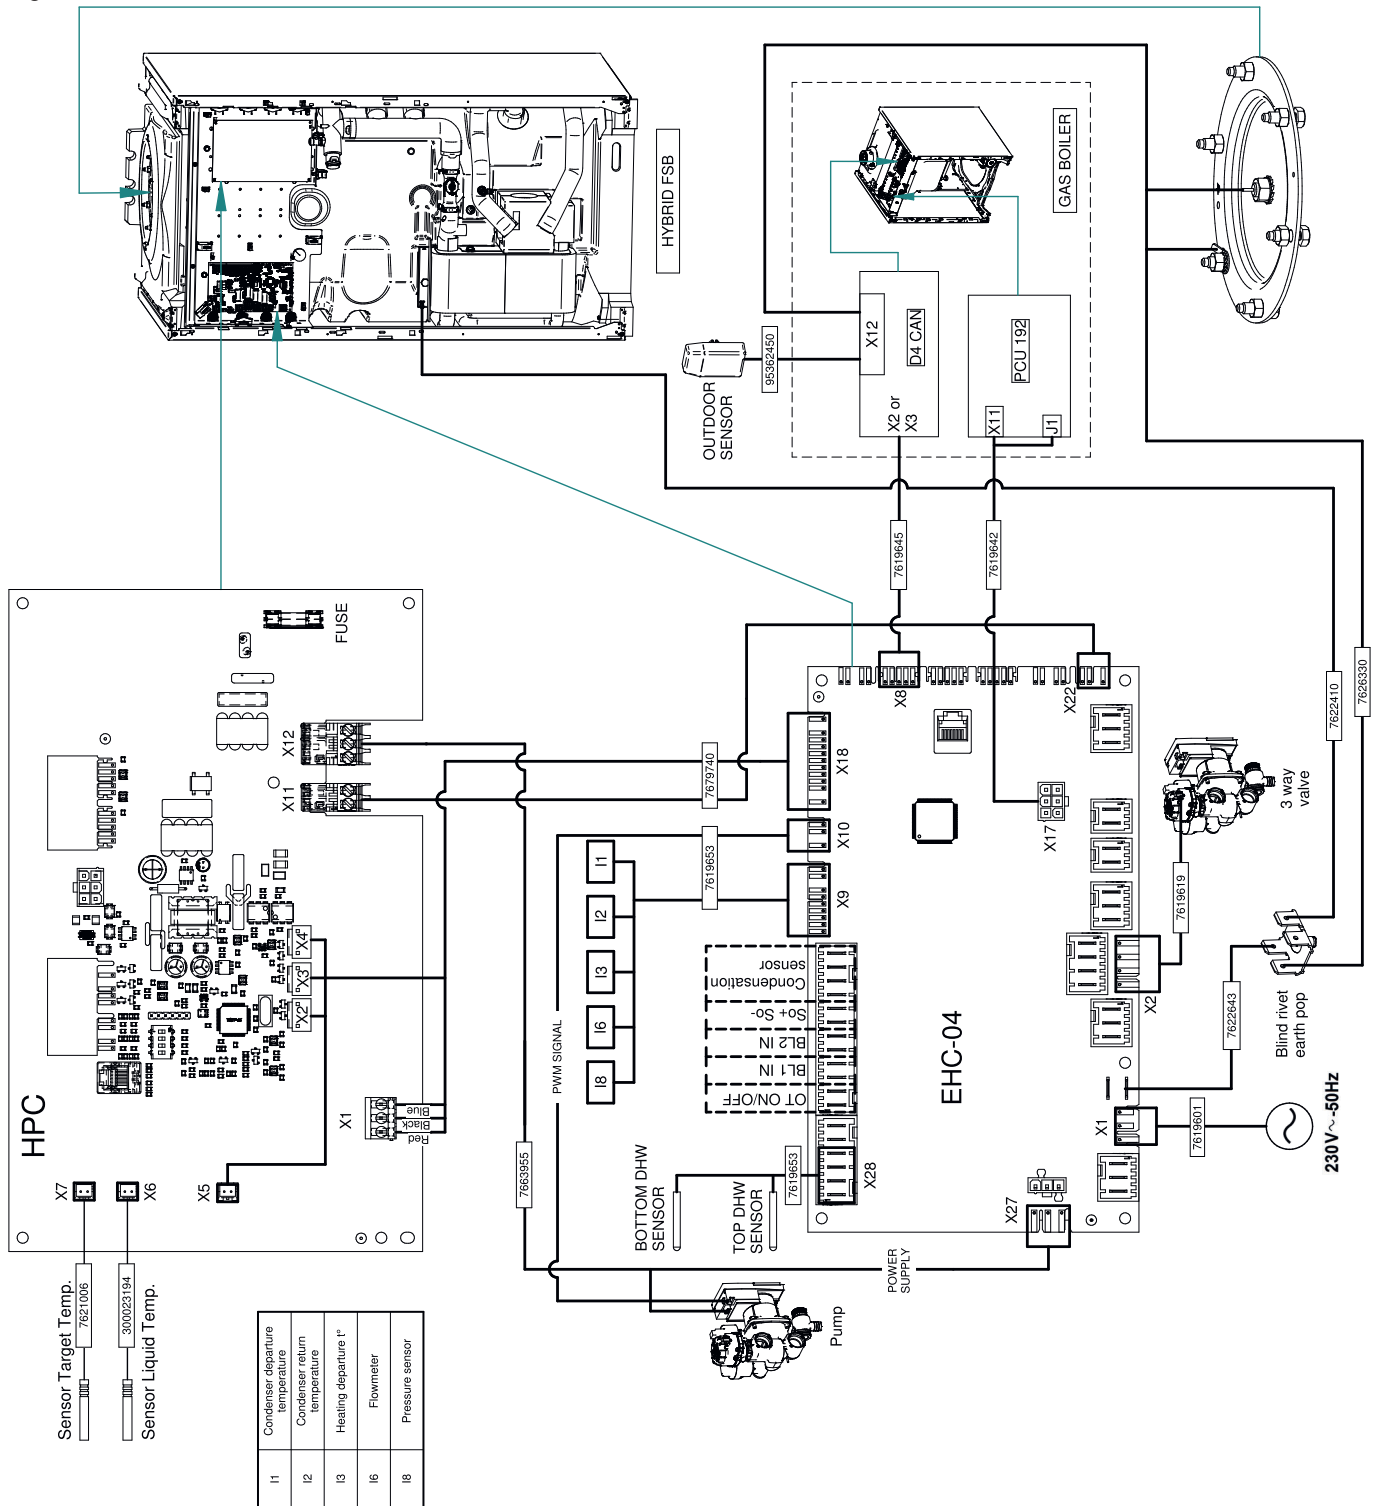 HYBRID FSB
GAS BOILER
X12
D4 CAN
X2 or
X3
PCU 192
X11
J1
OUTDOOR
SENSOR
95362450
7619645
7619642
7622410
7626330
HPC
FUSE
X12
X11
X4
X3
X2
X1
Blue
Black
Red
X5
X7
X6
Sensor Target Temp.
7621006
300023194
Sensor Liquid Temp.
7679740
7619653
PWM SIGNAL
I1
I2
I3
I6
I8
7663955
BOTTOM DHW
SENSOR
TOP DHW
SENSOR
7619653
POWER
SUPPLY
Pump
EHC-04
X8
X22
X18
X10
X9
X17
Condensation
sensor
So+ So-
BL2 IN
BL1 IN
OT ON/OFF
X28
X27
X1
X2
3 way
valve
7619619
7622643
Blind rivet
earth pop
7619601
230V~-50Hz
I1 Condenser departure
temperature
I2 Condenser return
temperature
I3 Heating departure t°
I6 Flowmeter
I8 Pressure sensor